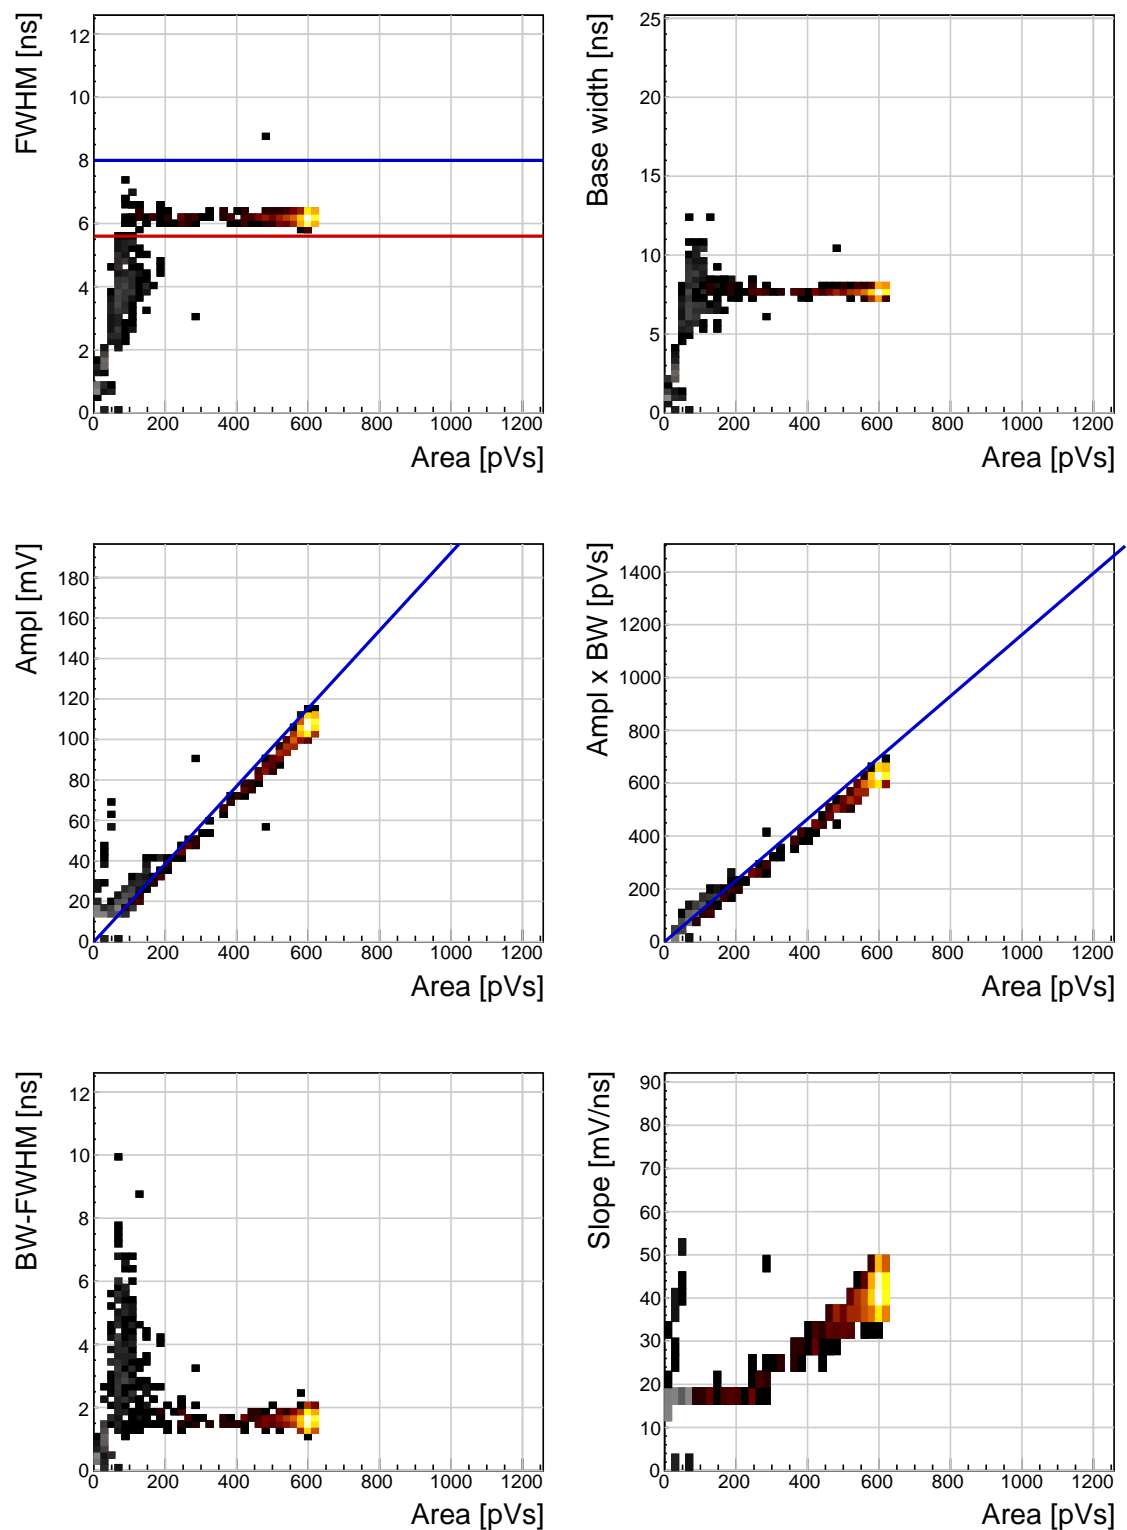 FWHM [ns]
12
10
8
6
4
2
0
0 200 400 600 800 1000 1200
Area [pVs]
Base width [ns]
25
20
15
10
5
0
0 200 400 600 800 1000 1200
Area [pVs]
Ampl [mV]
180
160
140
120
100
80
60
40
20
0
0 200 400 600 800 1000 1200
Area [pVs]
Ampl x BW [pVs]
1400
1200
1000
800
600
400
200
0
0 200 400 600 800 1000 1200
Area [pVs]
BW-FWHM [ns]
12
10
8
6
4
2
0
0 200 400 600 800 1000 1200
Area [pVs]
Slope [mV/ns]
90
80
70
60
50
40
30
20
10
0
0 200 400 600 800 1000 1200
Area [pVs]